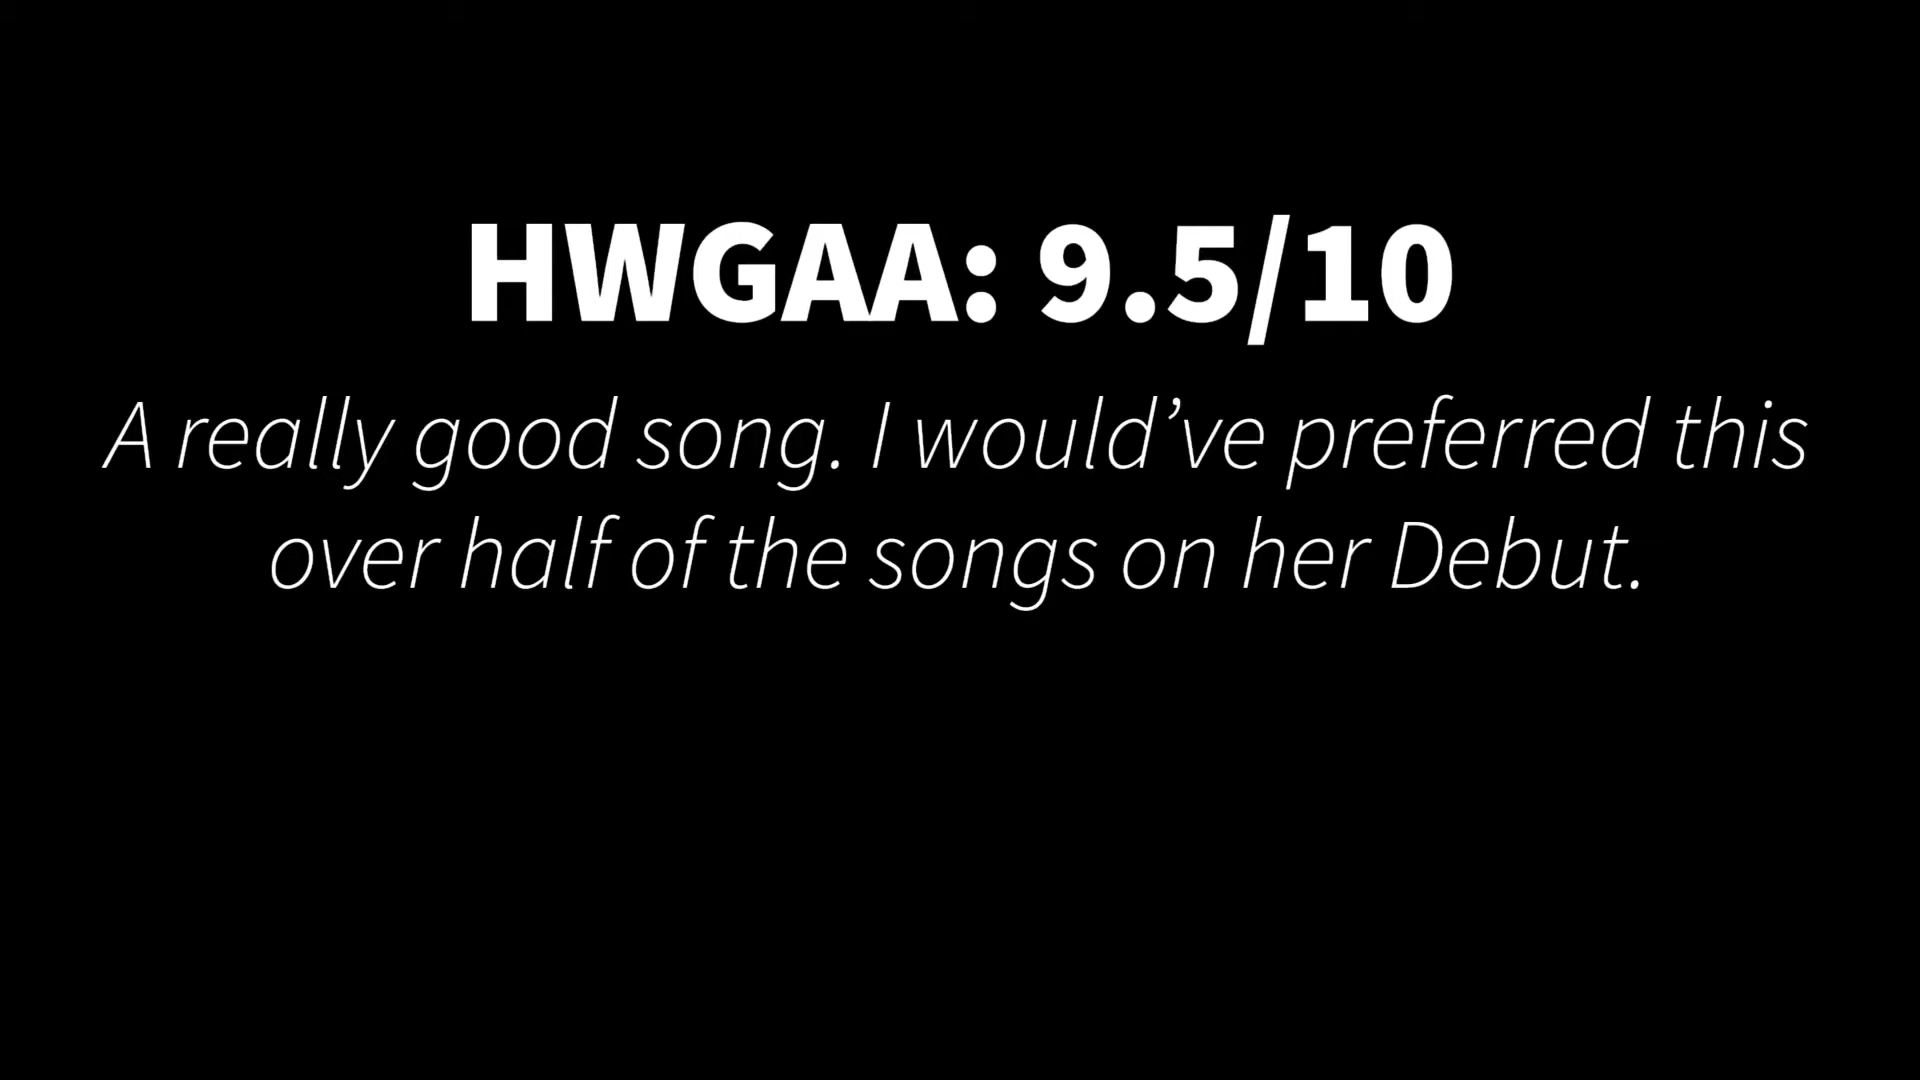 HWGAA: 9.5/10
A really good song. I would’ve preferred this
over half of the songs on her Debut.